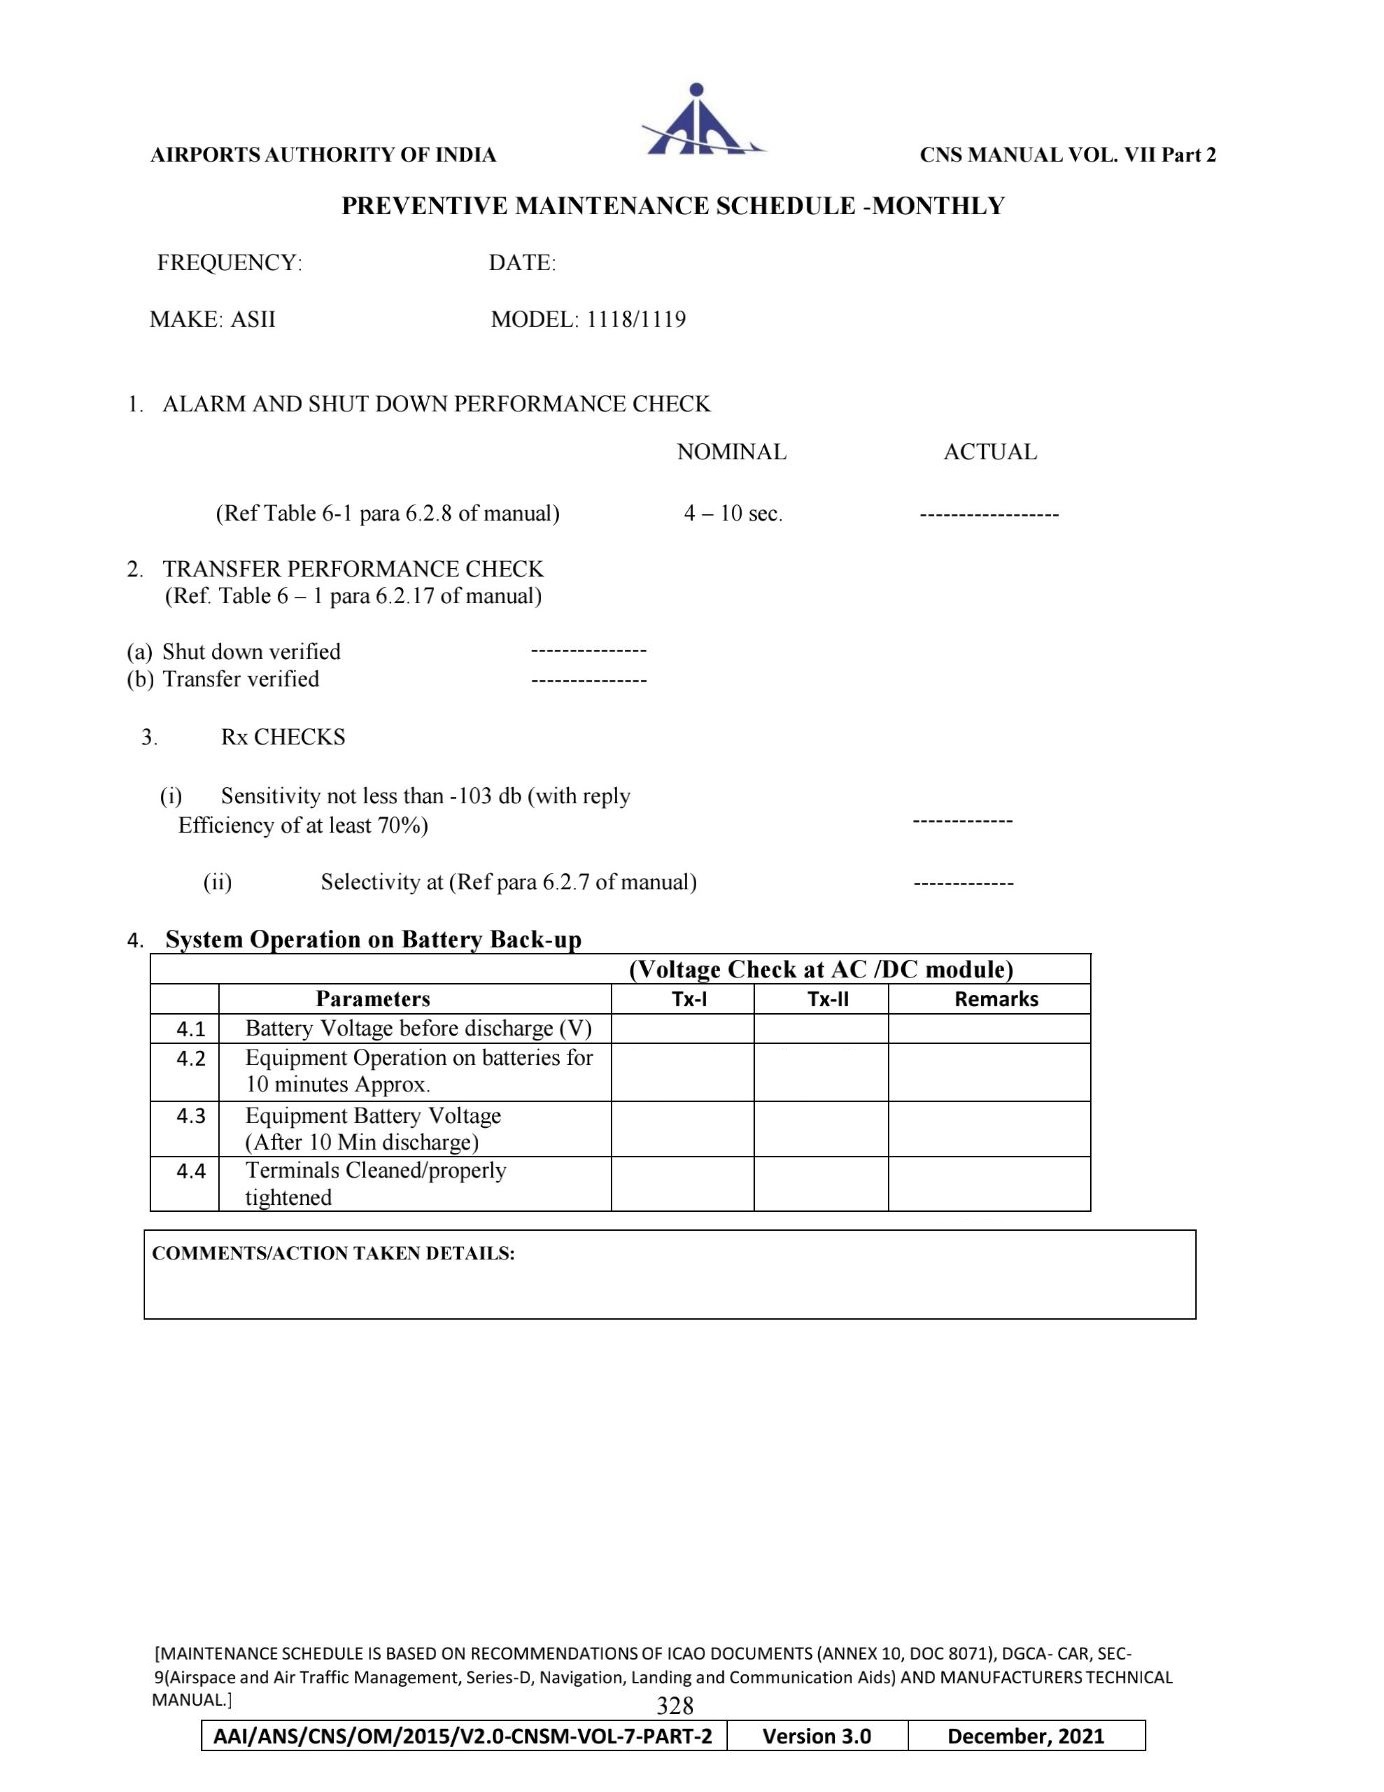 AIRPORTS AUTHORITY OF INDIA CNS MANUAL VOL. VII Part 2
PREVENTIVE MAINTENANCE SCHEDULE -MONTHLY
FREQUENCY: DATE:
MAKE: ASII MODEL: 1118/1119
1. ALARM AND SHUT DOWN PERFORMANCE CHECK
NOMINAL ACTUAL
(Ref Table 6-1 para 6.2.8 of manual) 4 – 10 sec. ------------------
2. TRANSFER PERFORMANCE CHECK
(Ref. Table 6 – 1 para 6.2.17 of manual)
(a) Shut down verified ---------------
(b) Transfer verified ---------------
3. Rx CHECKS
(i) Sensitivity not less than -103 db (with reply
Efficiency of at least 70%) -------------
(ii) Selectivity at (Ref para 6.2.7 of manual) -------------
4. System Operation on Battery Back-up
(Voltage Check at AC /DC module)
Parameters Tx-I Tx-II Remarks
4.1 Battery Voltage before discharge (V)
4.2 Equipment Operation on batteries for
10 minutes Approx.
4.3 Equipment Battery Voltage
(After 10 Min discharge)
4.4 Terminals Cleaned/properly
tightened
COMMENTS/ACTION TAKEN DETAILS:
[MAINTENANCE SCHEDULE IS BASED ON RECOMMENDATIONS OF ICAO DOCUMENTS (ANNEX 10, DOC 8071), DGCA- CAR, SEC-
9(Airspace and Air Traffic Management, Series-D, Navigation, Landing and Communication Aids) AND MANUFACTURERS TECHNICAL
MANUAL.]
328
AAI/ANS/CNS/OM/2015/V2.0-CNSM-VOL-7-PART-2 Version 3.0 December, 2021